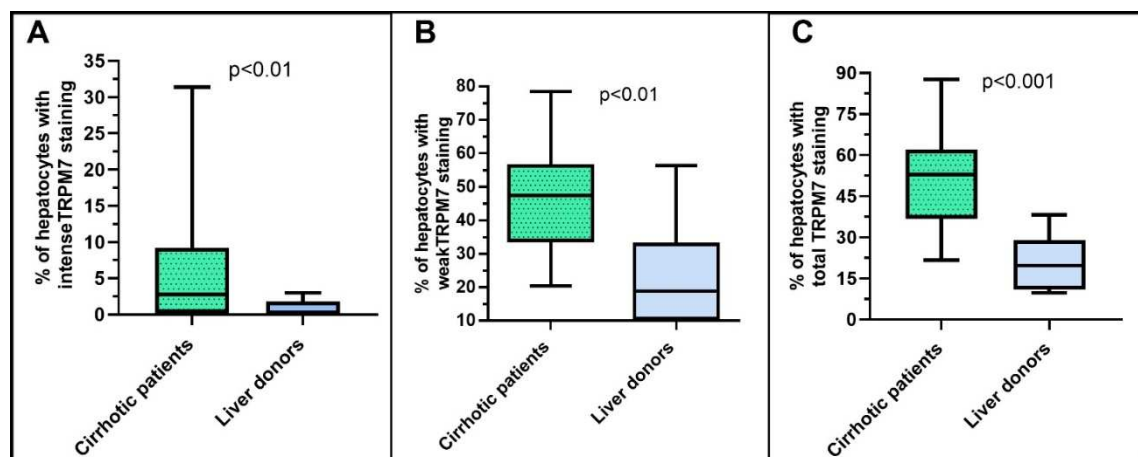 A
% of hepatocytes with
intenseTRPM7 staining
35
30
25
20
15
10
5
0
p<0.01
Cirrhotic patients
Liver donors
B
% of hepatocytes with
weakTRPM7 staining
80
70
60
50
40
30
20
10
p<0.01
Cirrhotic patients
Liver donors
C
% of hepatocytes with
total TRPM7 staining
90
75
60
45
30
15
0
p<0.001
Cirrhotic patients
Liver donors